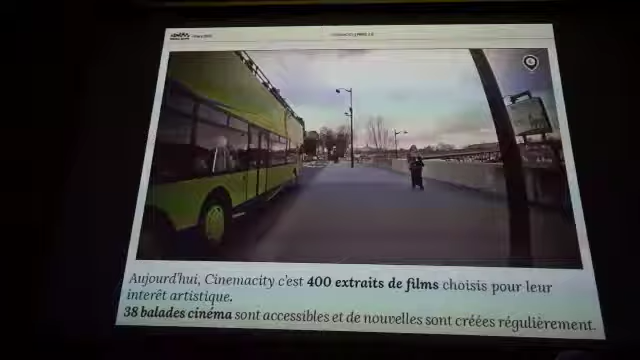 Aujourd'hui, Cinemacity c'est 400 extraits de films choisis pour leur
interêt artistique.
38 balades cinéma sont accessibles et de nouvelles sont créées régulièrement.